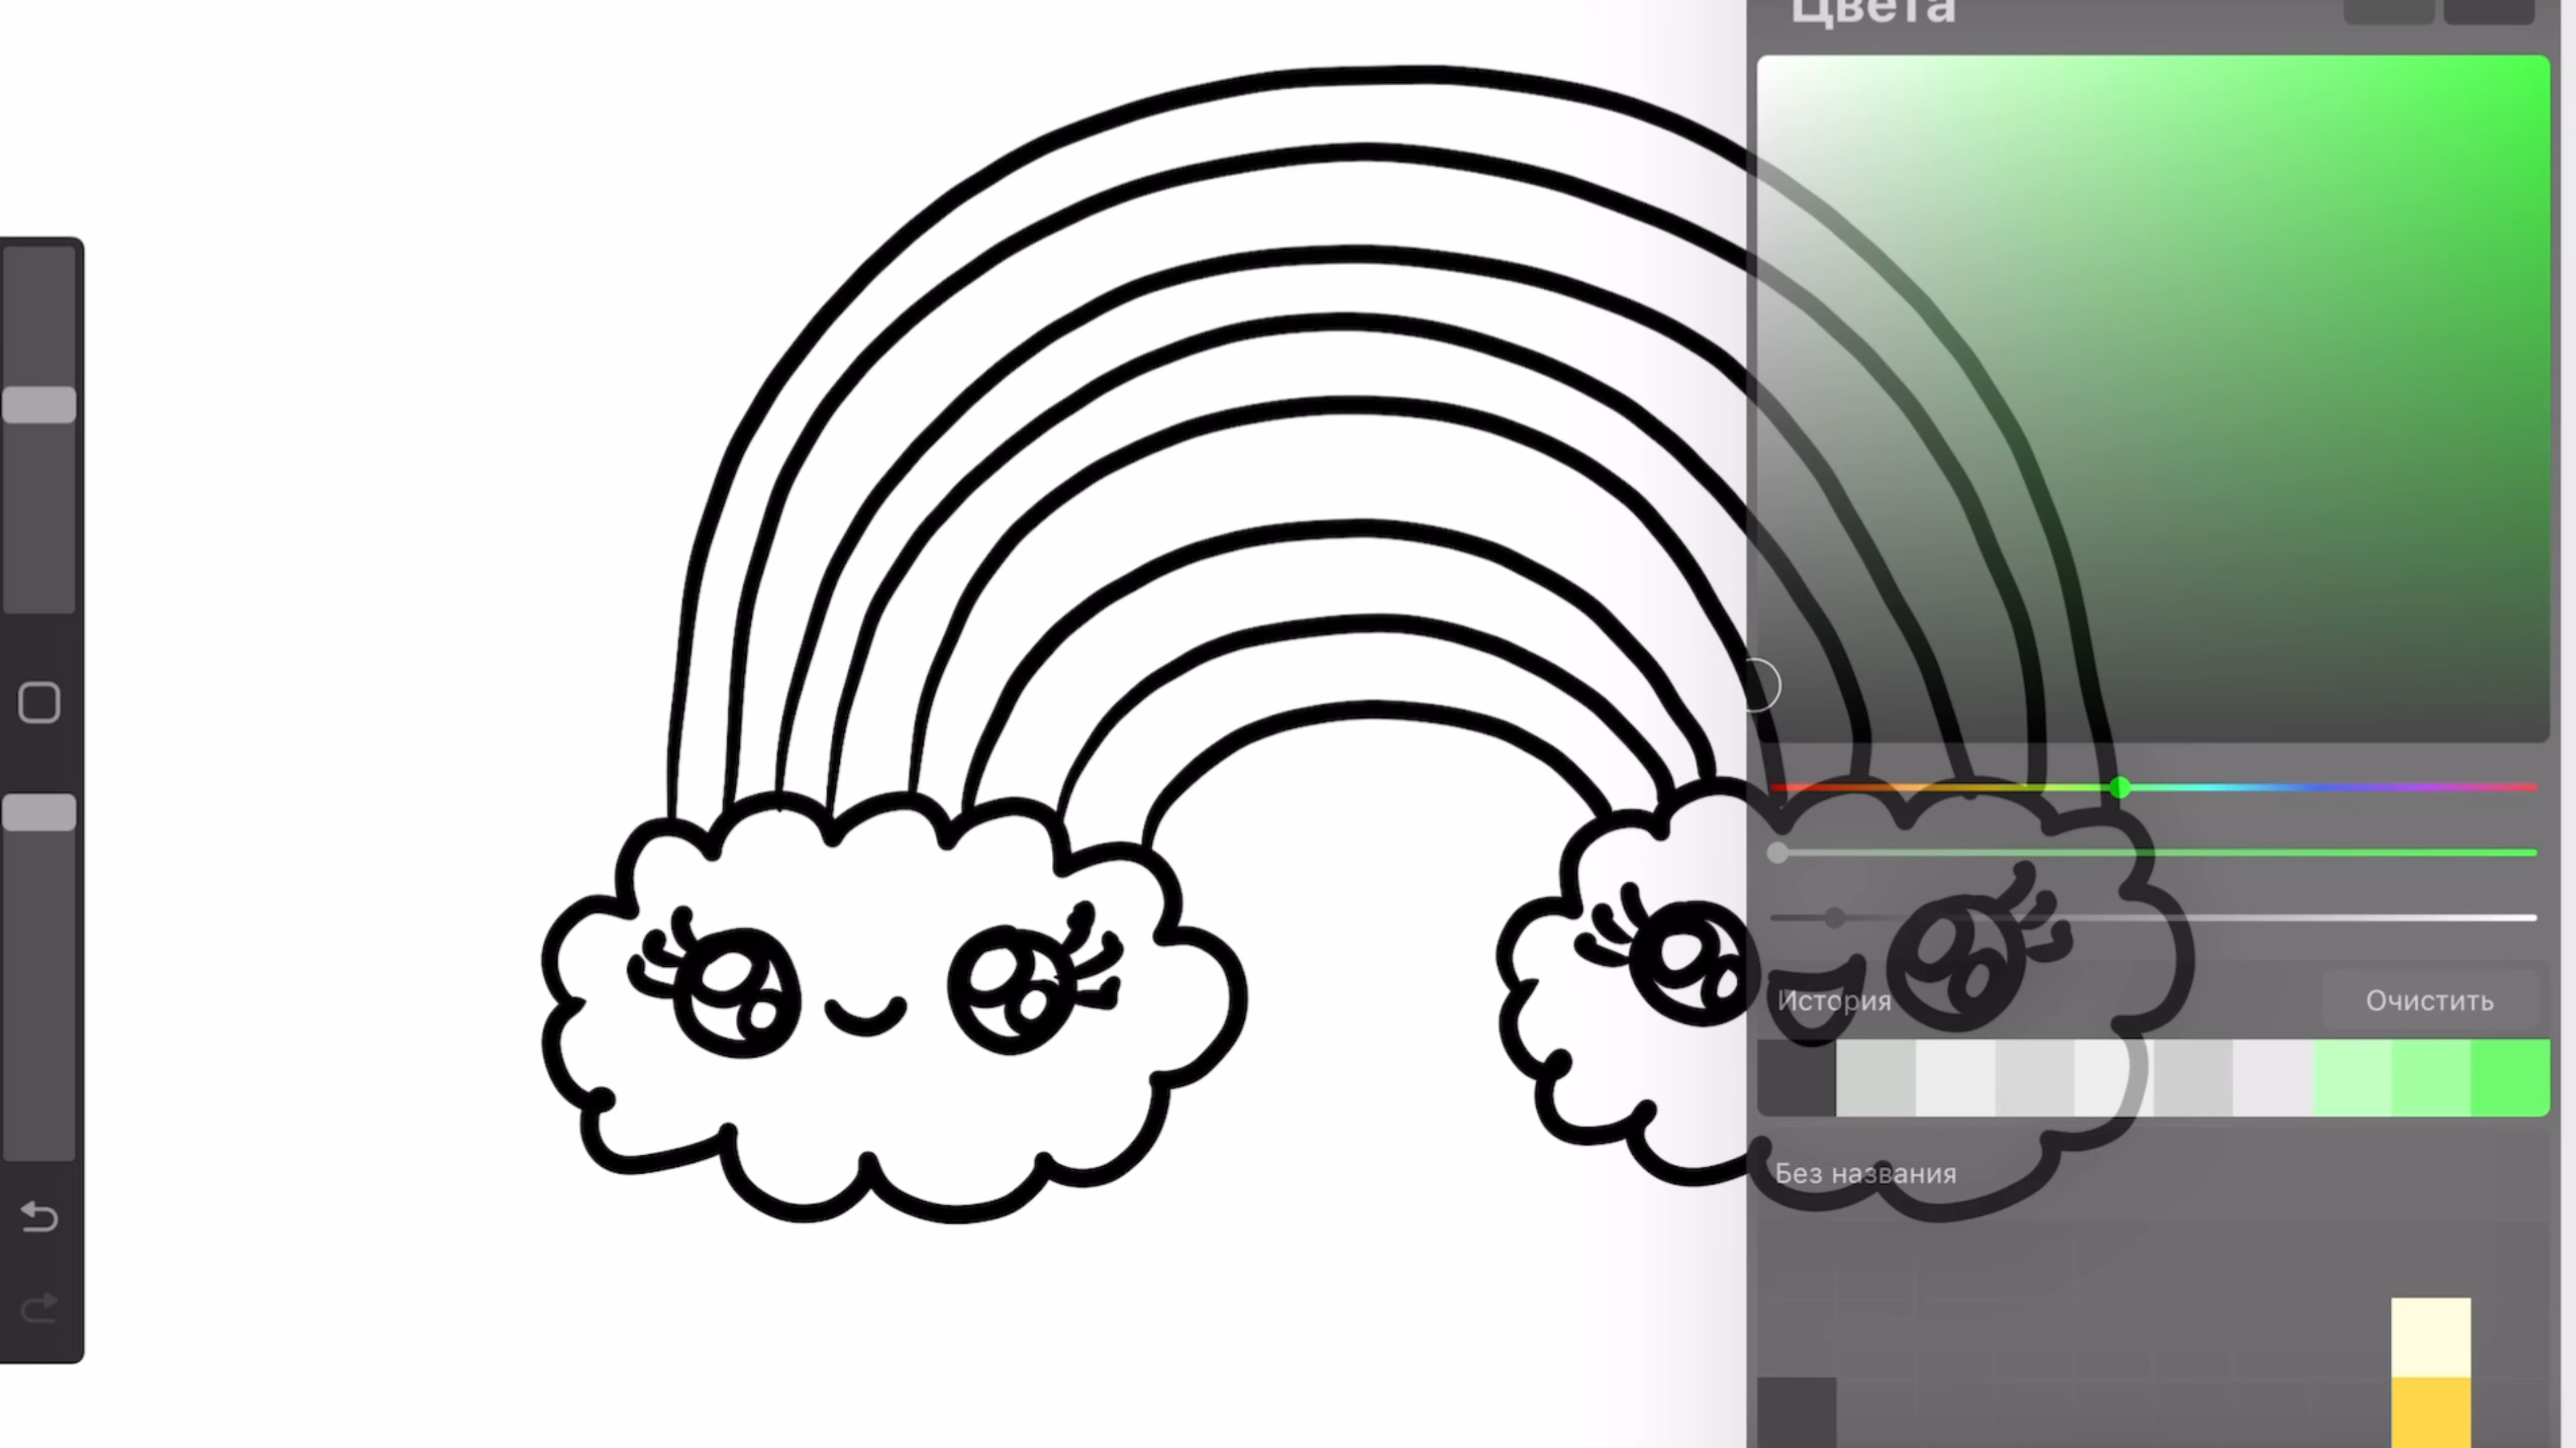 Цвета
История
Очистить
Без названия